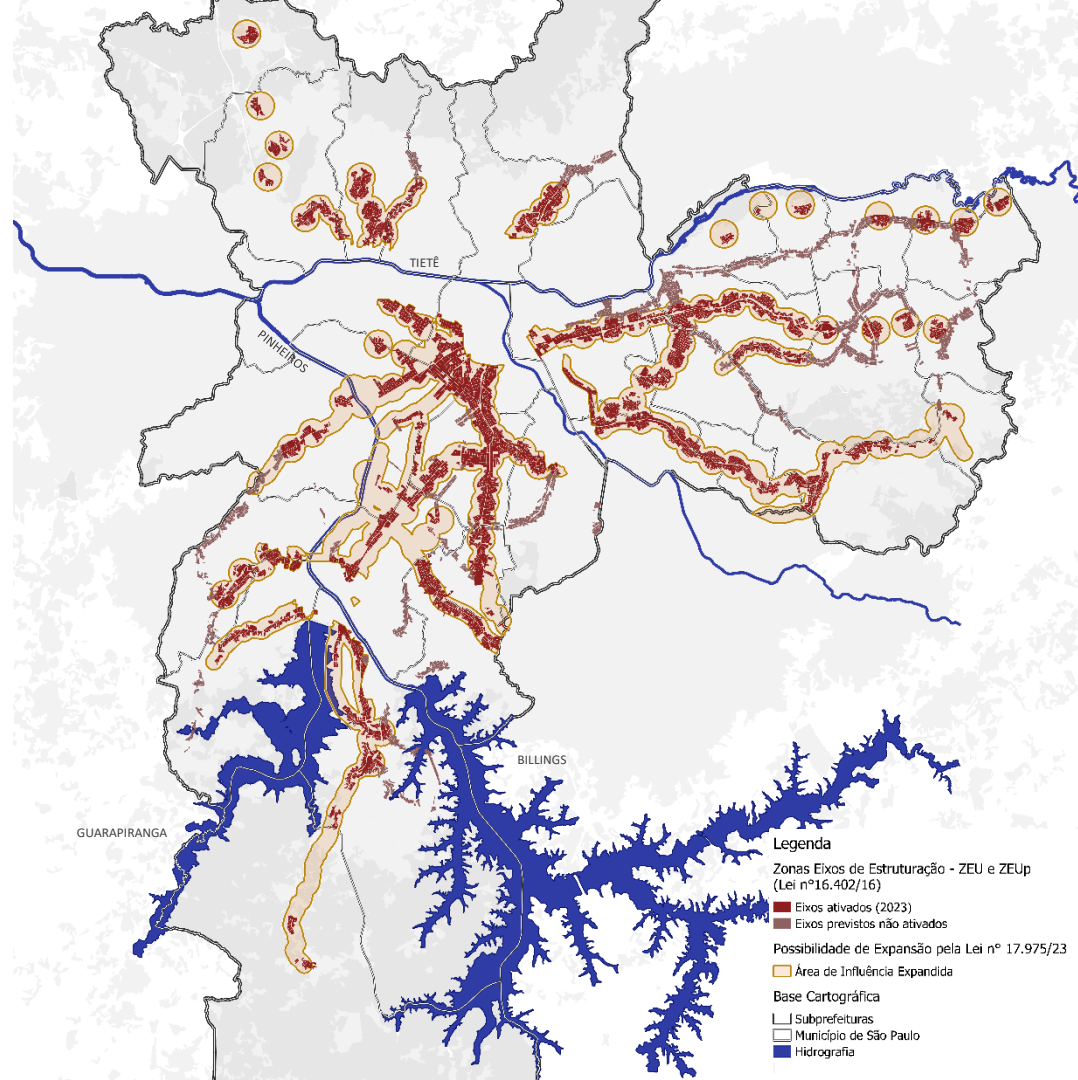 TIETÊ
PINHEIROS
BILLINGS
GUARAPIRANGA
Legenda
Zonas Eixos de Estruturação - ZEU e ZEUp
(Lei n°16.402/16)
Eixos ativados (2023)
Eixos previstos não ativados
Possibilidade de Expansão pela Lei n° 17.975/23
Área de Influência Expandida
Base Cartográfica
Subprefeituras
Município de São Paulo
Hidrografia